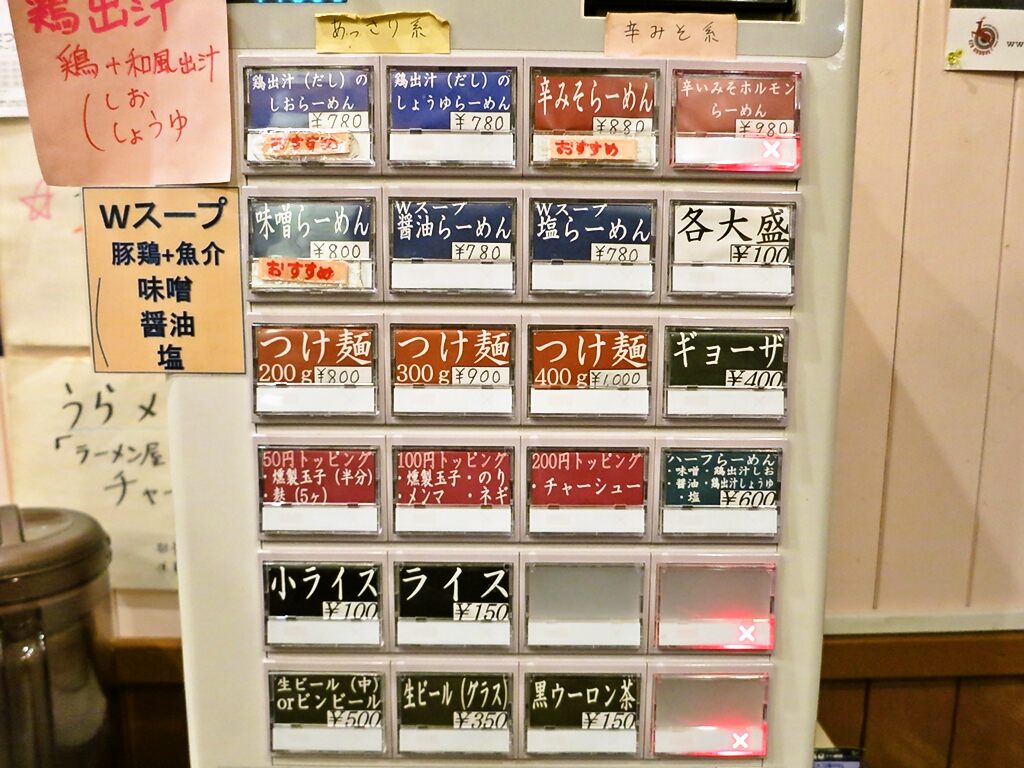 鶏出汁
鶏+和風出汁
しお
しょうゆ
あっさり系
辛みそ系
鶏出汁(だし)の
しおらーめん
¥780
おすすめ
鶏出汁(だし)の
しょうゆらーめん
¥780
辛みそらーめん
¥880
おすすめ
辛いみそホルモン
らーめん
¥980
×
Wスープ
豚鶏+魚介
味噌
醤油
塩
味噌らーめん
¥800
おすすめ
Wスープ
醤油らーめん
¥780
Wスープ
塩らーめん
¥780
各大盛
¥100
つけ麺
200g ¥800
つけ麺
300g ¥900
つけ麺
400g ¥1,000
ギョーザ
¥400
うらメ
「ラーメン屋
チャー
50円トッピング
・燻製玉子(半分)
・麩(5ヶ)
100円トッピング
・燻製玉子・のり
・メンマ ・ネギ
200円トッピング
・チャーシュー
ハーフらーめん
・味噌・鶏出汁しお
・醤油・鶏出汁しょうゆ
・塩
¥600
小ライス
¥100
ライス
¥150
×
生ビール(中)
orビンビール
¥500
生ビール(グラス)
¥350
黒ウーロン茶
¥150
×